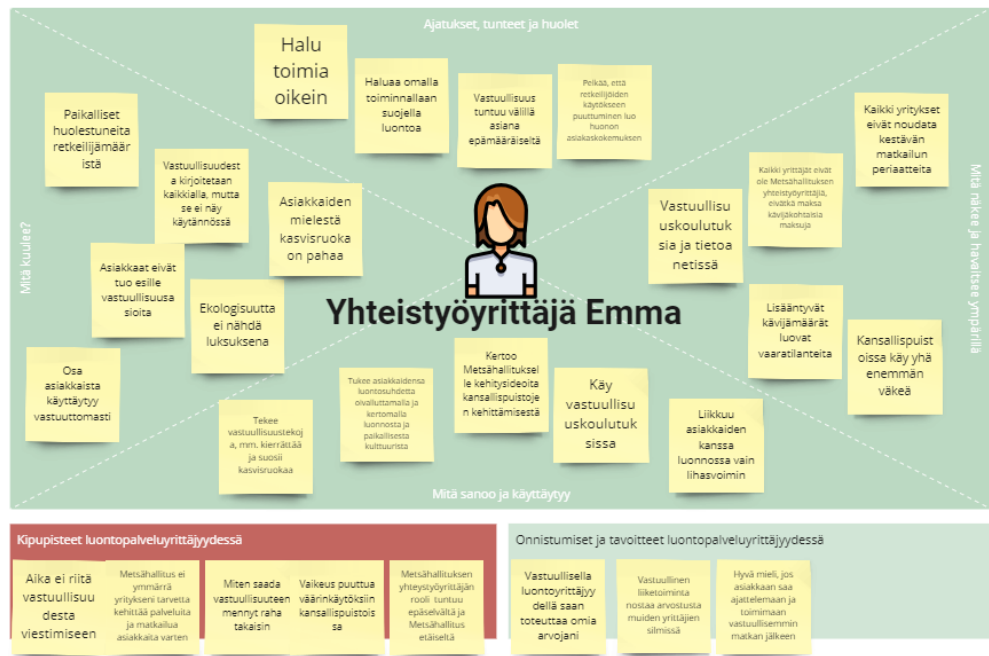 Ajatukset, tunteet ja huolet
Halu
toimia
oikein
Haluaa omalla
toiminnallaan
suojella
luontoa
Vastuullisuus
tuntuu välillä
asiana
epämääräiseltä
Pelkää, että
retkeilijöiden
käytökseen
puuttuminen luo
huonon
asiakaskokemuksen
Mitä kuulee?
Paikalliset
huolestuneita
retkeilijämäär
istä
Vastuullisuudest
a kirjoitetaan
kaikkialla, mutta
se ei näy
käytännössä
Asiakkaiden
mielestä
kasvisruoka
on pahaa
Asiakkaat eivät
tuo esille
vastuullisuusa
sioita
Ekologisuutta
ei nähdä
luksuksena
Osa
asiakkaista
käyttäytyy
vastuuttomasti
Yhteistyöyrittäjä Emma
Mitä näkee ja havaitsee ympärillä
Kaikki yritykset
eivät noudata
kestävän
matkailun
periaatteita
Kaikki yrittäjät eivät
ole Metsähallituksen
yhteistyöyrittäjiä,
eivätkä maksa
kävijäkohtaisia
maksuja
Vastuullisu
uskoulutuk
sia ja tietoa
netissä
Lisääntyvät
kävijämäärät
luovat
vaaratilanteita
Kansallispuist
oissa käy yhä
enemmän
väkeä
Tekee
vastuullisuustekoj
a, mm. kierrättää
ja suosii
kasvisruokaa
Tukee asiakkaidensa
luontosuhdetta
oivalluttamalla ja
kertomalla
luonnosta ja
paikallisesta
kulttuurista
Kertoo
Metsähallituksel
le kehitysideoita
kansallispuistoje
n kehittämisestä
Käy
vastuullisu
uskoulutuk
sissa
Liikkuu
asiakkaiden
kanssa
luonnossa vain
lihasvoimin
Mitä sanoo ja käyttäytyy
Kipupisteet luontopalveluyrittäjyydessä
Aika ei riitä
vastuullisuu
desta
viestimiseen
Metsähallitus ei
ymmärrä
yritykseni tarvetta
kehittää palveluita
ja matkailua
asiakkaita varten
Miten saada
vastuullisuuteen
mennyt raha
takaisin
Vaikeus puuttua
väärinkäytöksiin
kansallispuistois
sa
Metsähallituksen
yhteystyöyrittäjän
rooli tuntuu
epäselvältä ja
Metsähallitus
etäiseltä
Onnistumiset ja tavoitteet luontopalveluyrittäjyydessä
Vastuullisella
luontoyrittäjyy
dellä saan
toteuttaa omia
arvojani
Vastuullinen
liiketoiminta
nostaa arvostusta
muiden yrittäjien
silmissä
Hyvä mieli, jos
asiakkaan saa
ajattelemaan ja
toimimaan
vastuullisemmin
matkan jälkeen